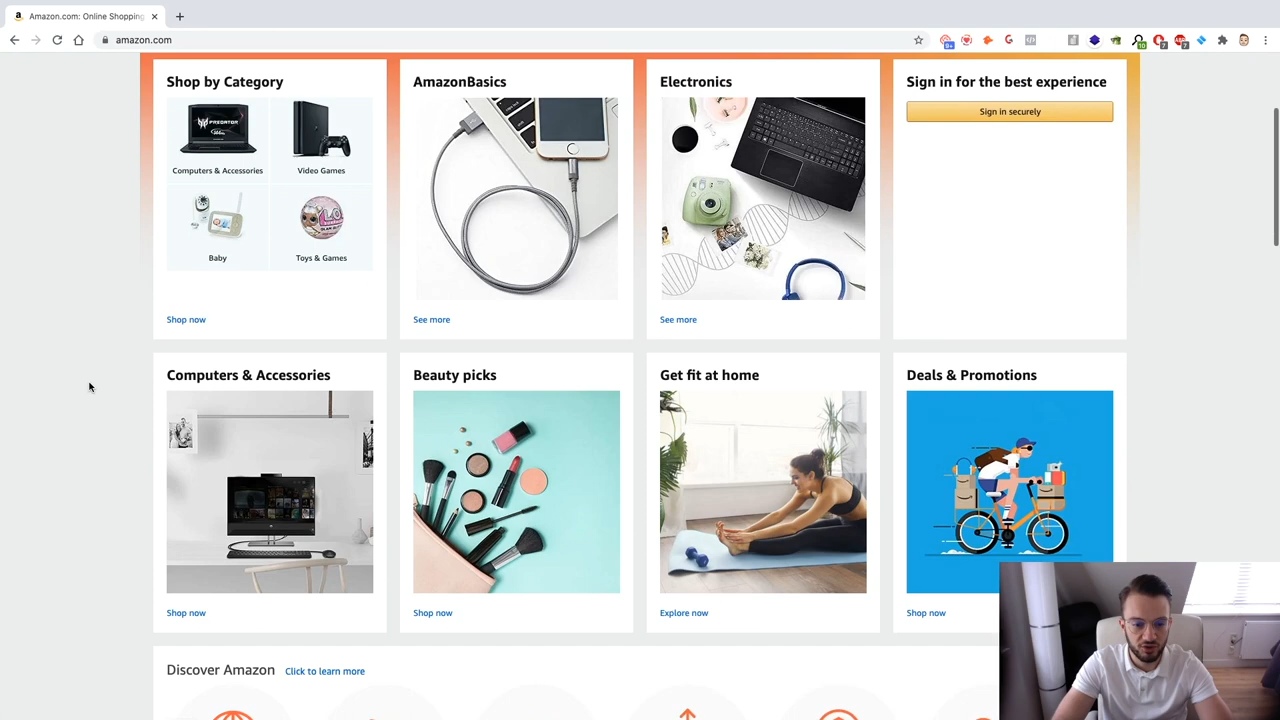 Amazon.com: Online Shopping
amazon.com
Shop by Category
Computers & Accessories
Video Games
Baby
Toys & Games
Shop now
AmazonBasics
See more
Electronics
See more
Sign in for the best experience
Sign in securely
Computers & Accessories
Shop now
Beauty picks
Shop now
Get fit at home
Explore now
Deals & Promotions
Shop now
Discover Amazon
Click to learn more